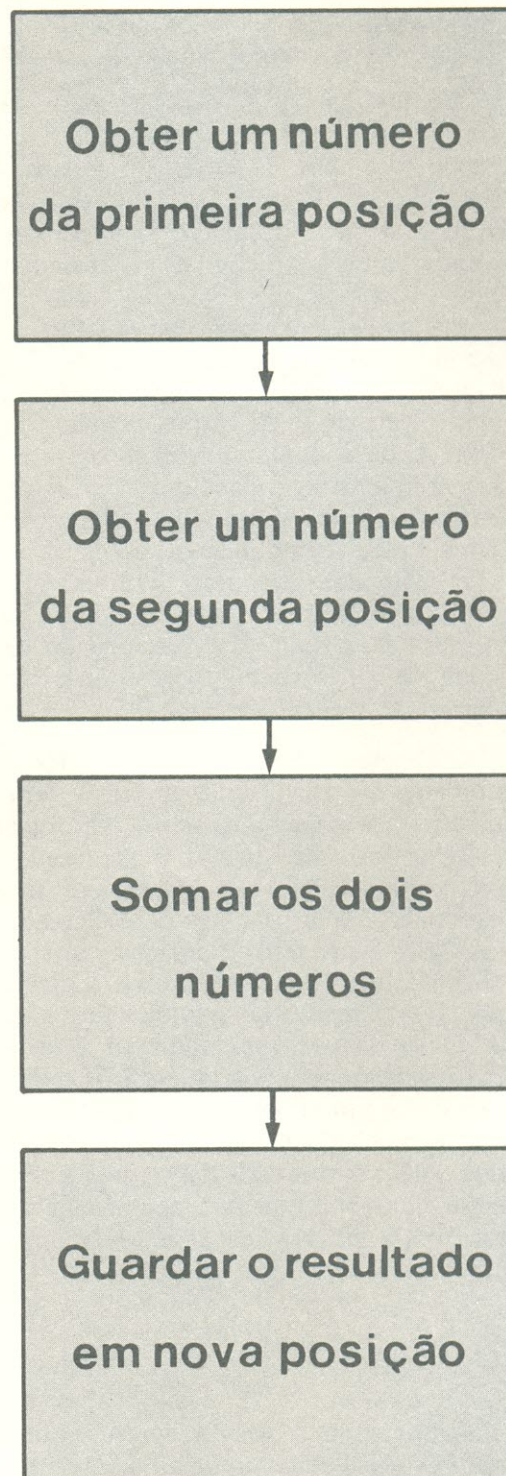 Obter um número
da primeira posição
Obter um número
da segunda posição
Somar os dois
números
Guardar o resultado
em nova posição